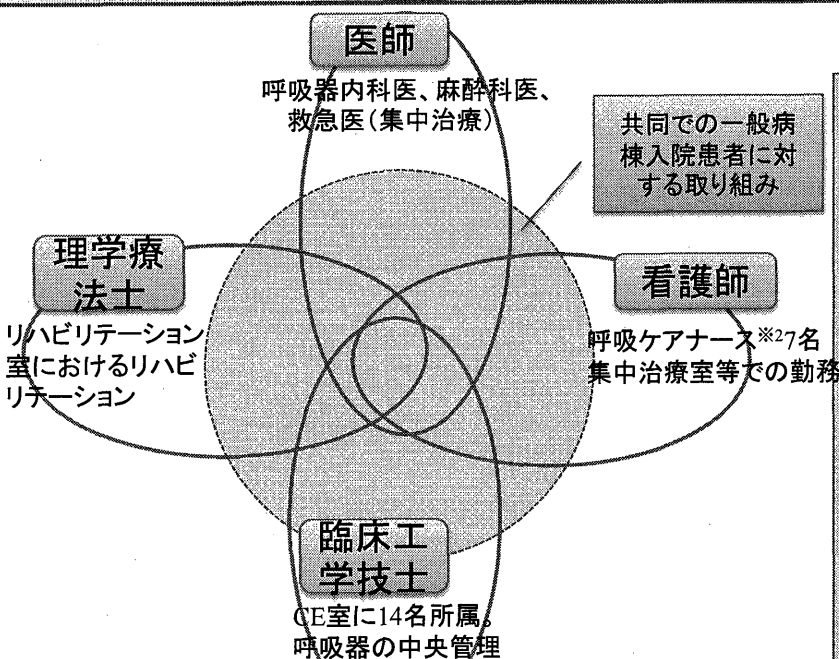 医師
呼吸器内科医、麻酔科医、
救急医(集中治療)
共同での一般病
棟入院患者に対
する取り組み
理学療
法士
リハビリテーション
室におけるリハビ
リテーション
看護師
呼吸ケアナース※27名
集中治療室等での勤務
臨床工
学技士
CE室に14名所属。
呼吸器の中央管理